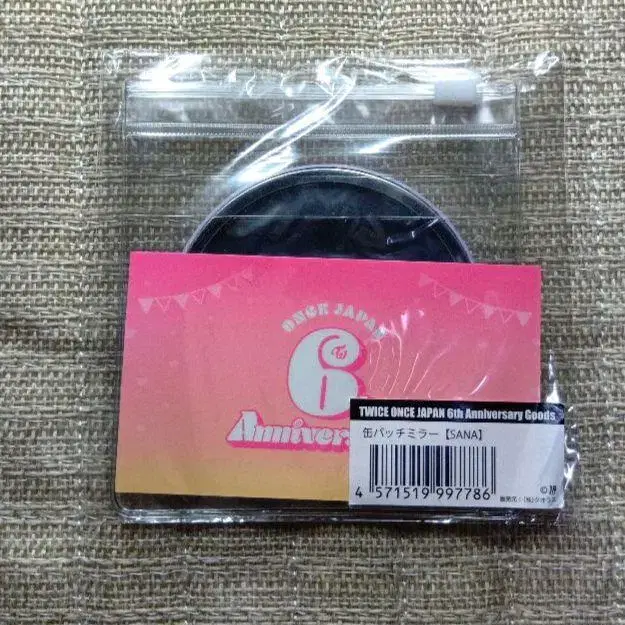 ONCE JAPAN
6
TW
Anniversa
TWICE ONCE JAPAN 6th Anniversary Goods
缶バッチミラー【SANA】
4 571519 997786